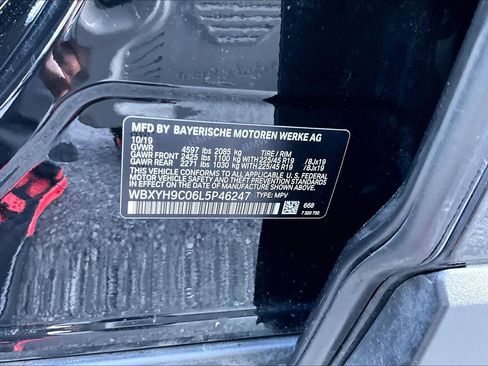 MFD BY BAYERISCHE MOTOREN WERKE AG
10/19
GVWR 4597 lbs 2085 kg TIRE / RIM
GAWR FRONT 2425 lbs 1100 kg WITH 225/45 R19 /8Jx19
GAWR REAR 2271 lbs 1030 kg WITH 225/45 R19 /8Jx19
THIS VEHICLE CONFORMS TO ALL APPLICABLE U.S. FEDERAL
MOTOR VEHICLE SAFETY STANDARDS IN EFFECT ON THE
DATE OF MANUFACTURE SHOWN ABOVE.
WBXYH9C06L5P46247 TYPE: MPV
668